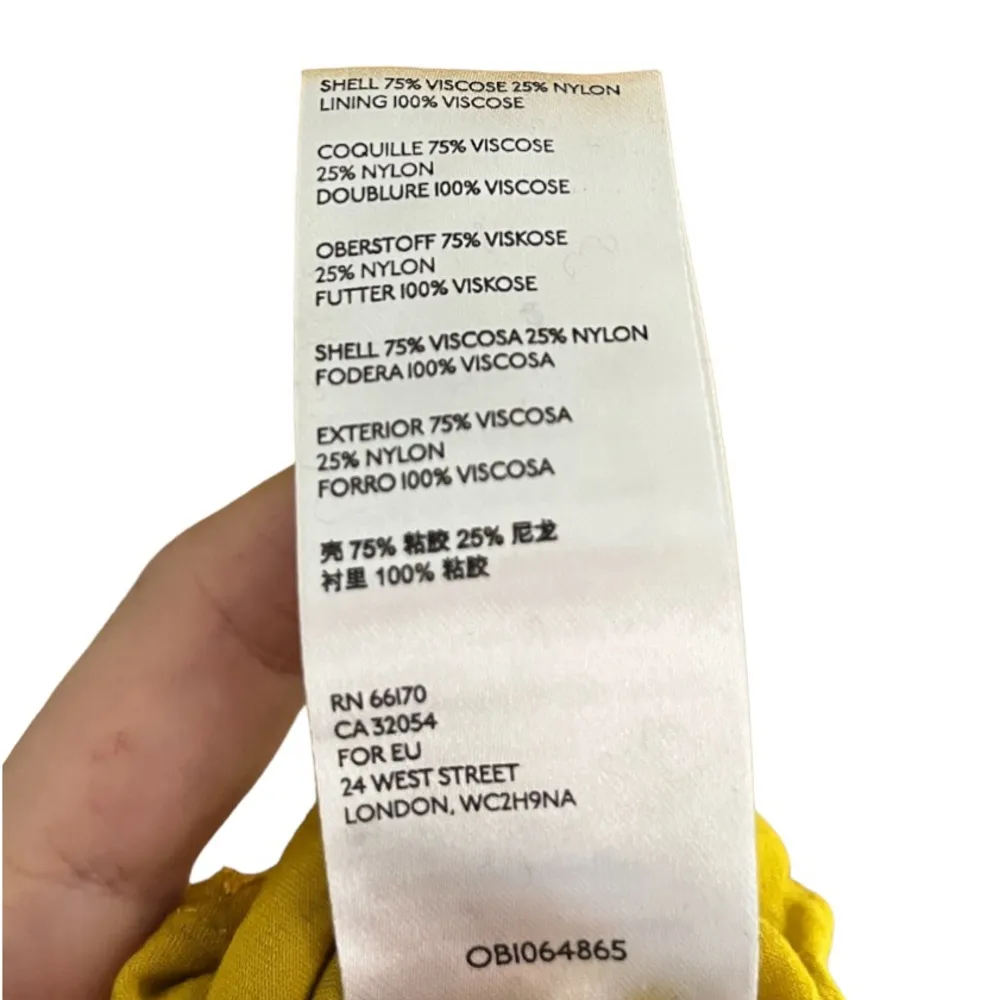 SHELL 75% VISCOSE 25% NYLON
LINING 100% VISCOSE
COQUILLE 75% VISCOSE
25% NYLON
DOUBLURE 100% VISCOSE
OBERSTOFF 75% VISKOSE
25% NYLON
FUTTER 100% VISKOSE
SHELL 75% VISCOSA 25% NYLON
FODERA 100% VISCOSA
EXTERIOR 75% VISCOSA
25% NYLON
FORRO 100% VISCOSA
壳 75% 粘胶 25% 尼龙
衬里 100% 粘胶
RN 66170
CA 32054
FOR EU
24 WEST STREET
LONDON, WC2H9NA
OB1064865